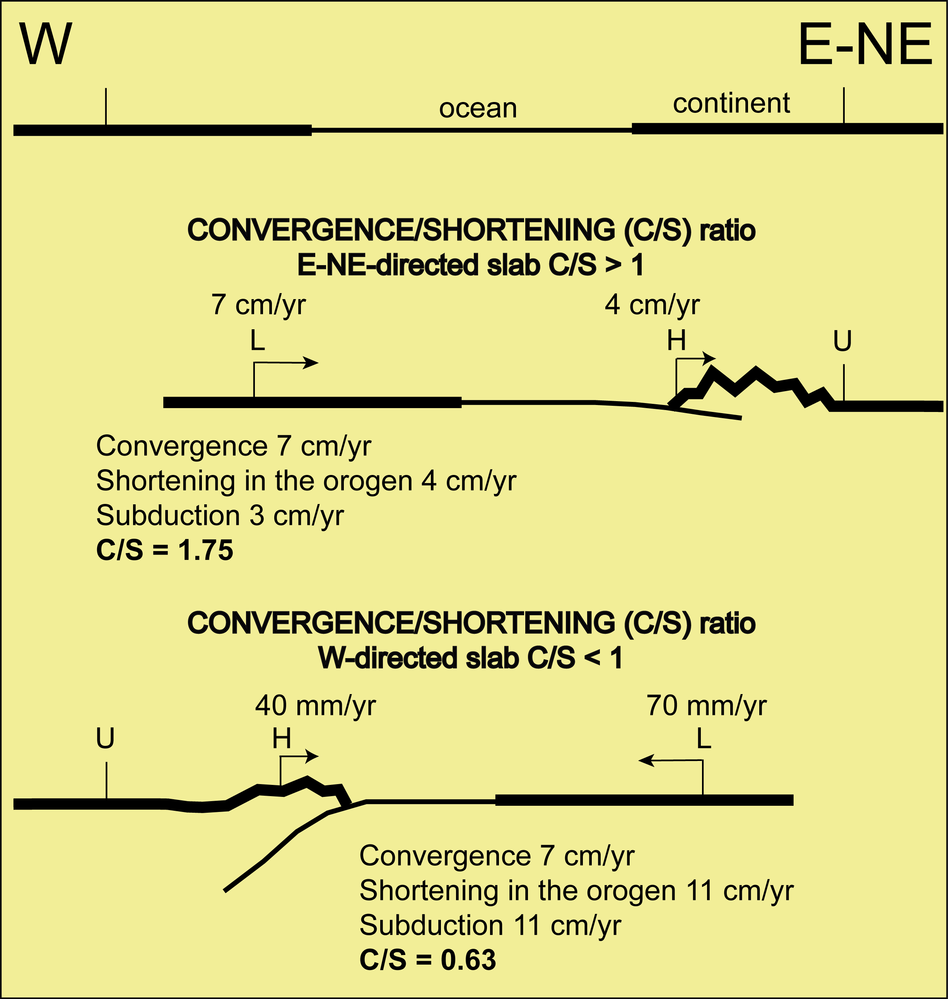 W
E-NE
ocean
continent
CONVERGENCE/SHORTENING (C/S) ratio
E-NE-directed slab C/S > 1
7 cm/yr
4 cm/yr
L
H
U
Convergence 7 cm/yr
Shortening in the orogen 4 cm/yr
Subduction 3 cm/yr
C/S = 1.75
CONVERGENCE/SHORTENING (C/S) ratio
W-directed slab C/S < 1
40 mm/yr
70 mm/yr
U
H
L
Convergence 7 cm/yr
Shortening in the orogen 11 cm/yr
Subduction 11 cm/yr
C/S = 0.63